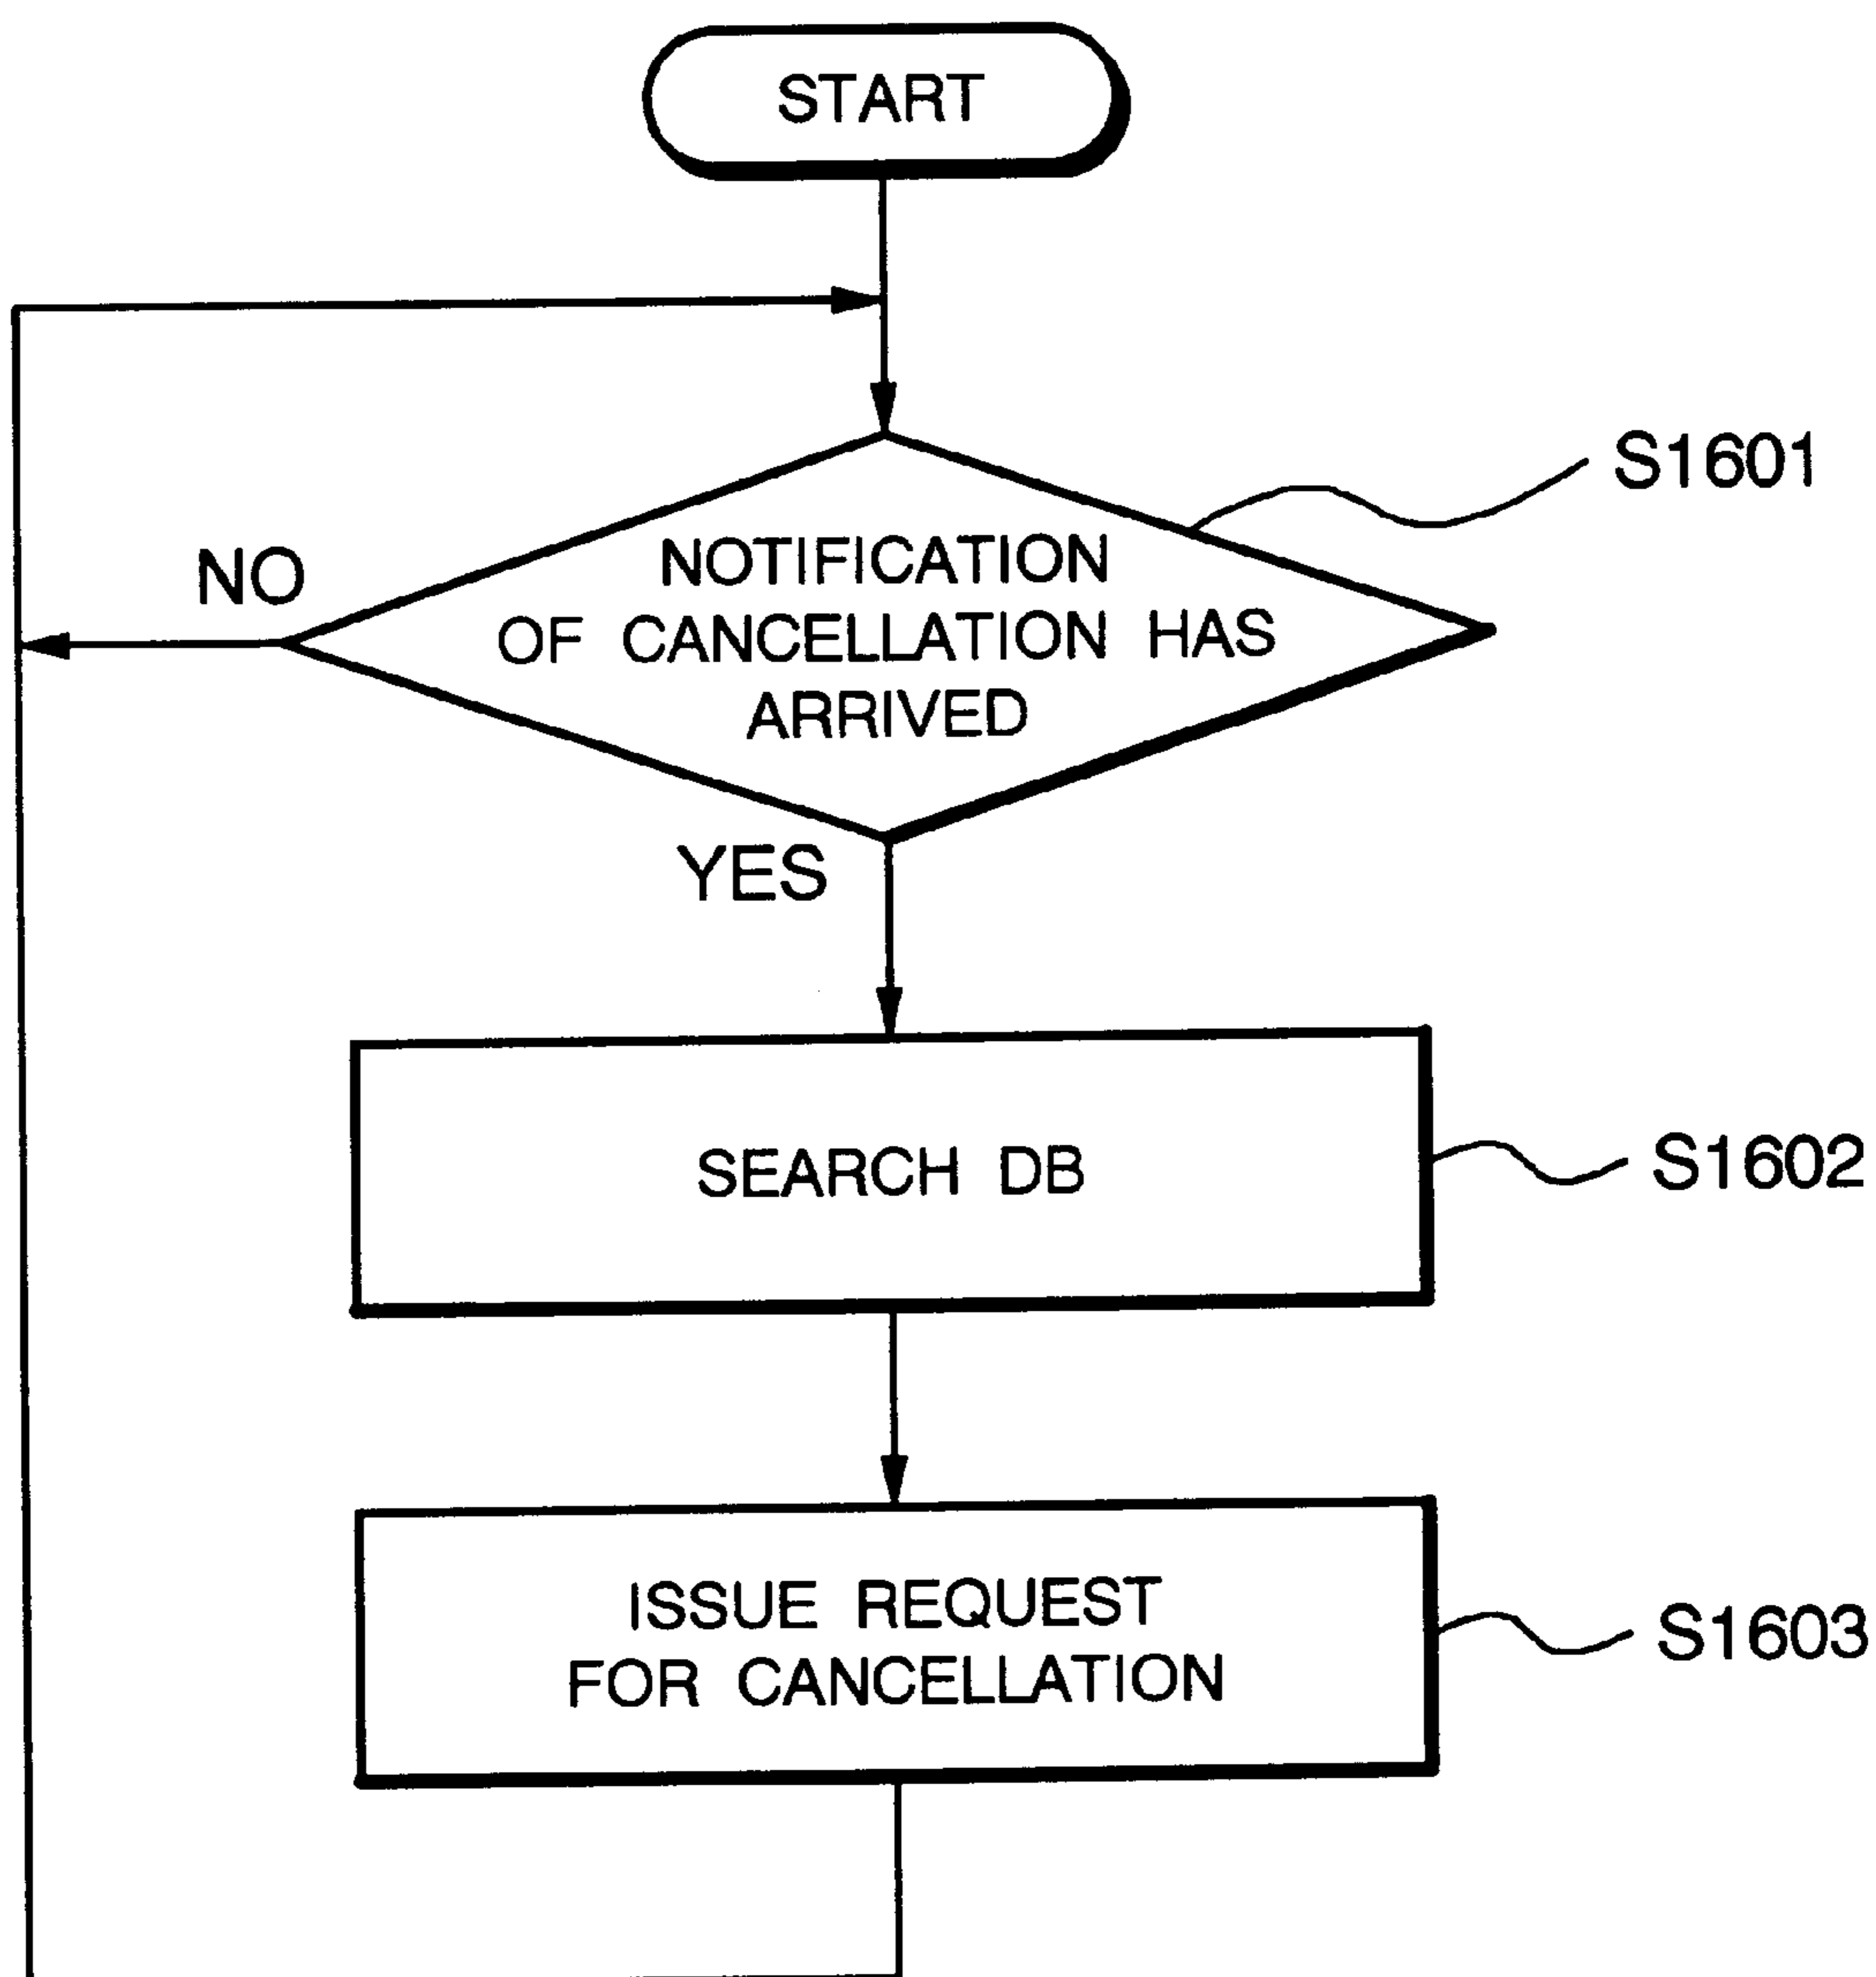 START
S1601
NOTIFICATION
OF CANCELLATION HAS
ARRIVED
NO
YES
SEARCH DB
S1602
ISSUE REQUEST
FOR CANCELLATION
S1603